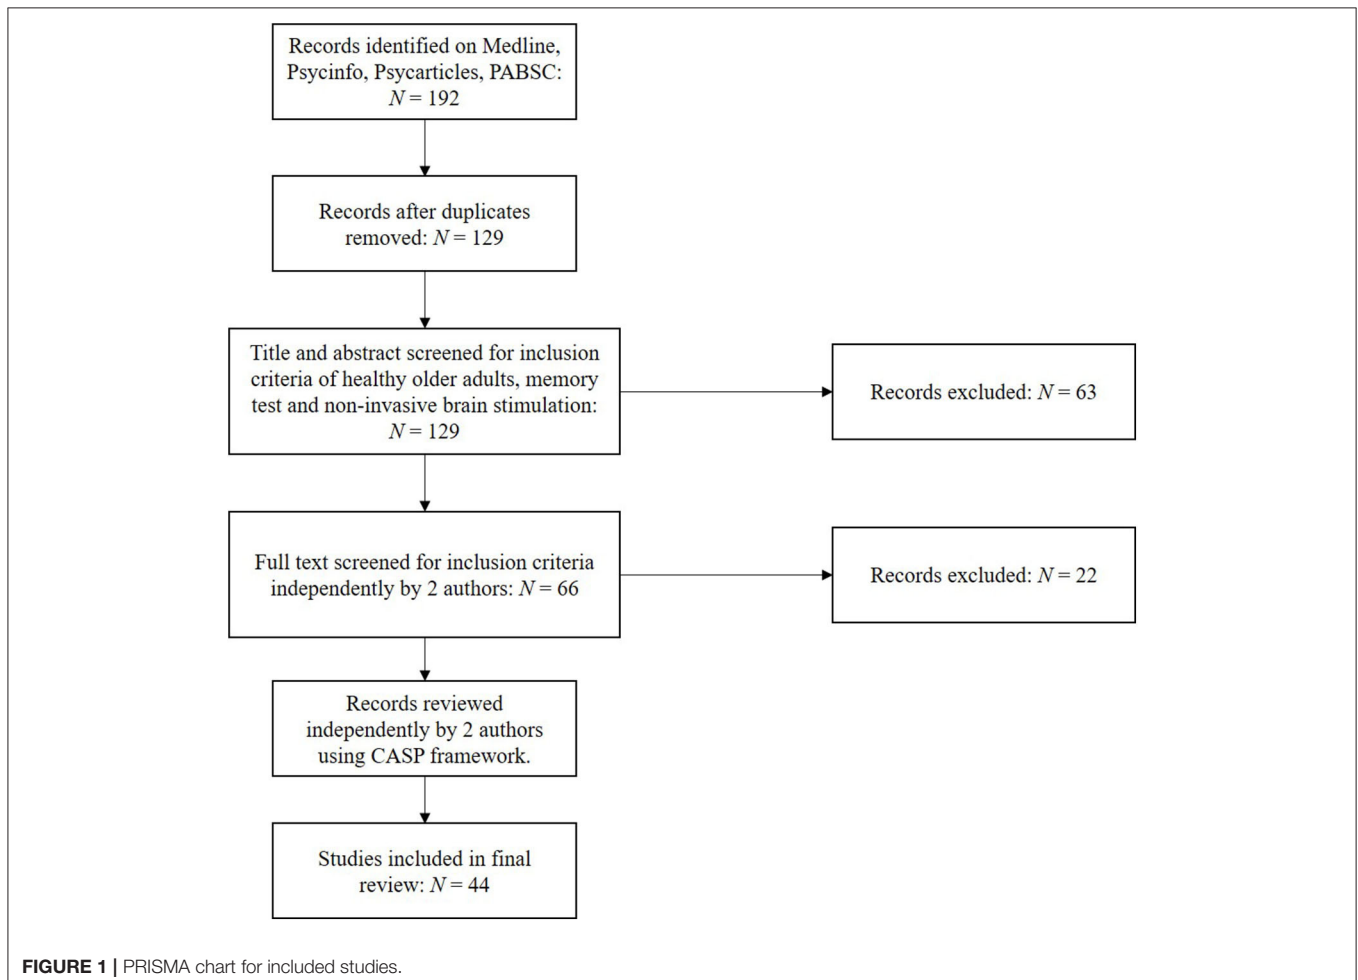 Records identified on Medline,
Psycinfo, Psycarticles, PABSC:
N = 192
Records after duplicates
removed: N = 129
Title and abstract screened for inclusion
criteria of healthy older adults, memory
test and non-invasive brain stimulation:
N = 129
Records excluded: N = 63
Full text screened for inclusion criteria
independently by 2 authors: N = 66
Records excluded: N = 22
Records reviewed
independently by 2 authors
using CASP framework.
Studies included in final
review: N = 44
FIGURE 1 | PRISMA chart for included studies.